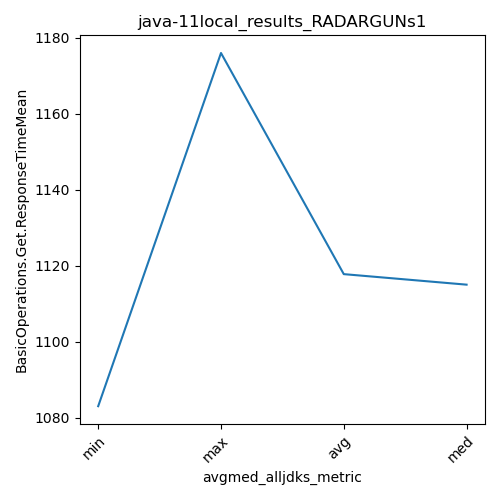 java-11local_results_RADARGUNs1
BasicOperations.Get.ResponseTimeMean
1180
1160
1140
1120
1100
1080
min
max
avg
med
avgmed_alljdks_metric